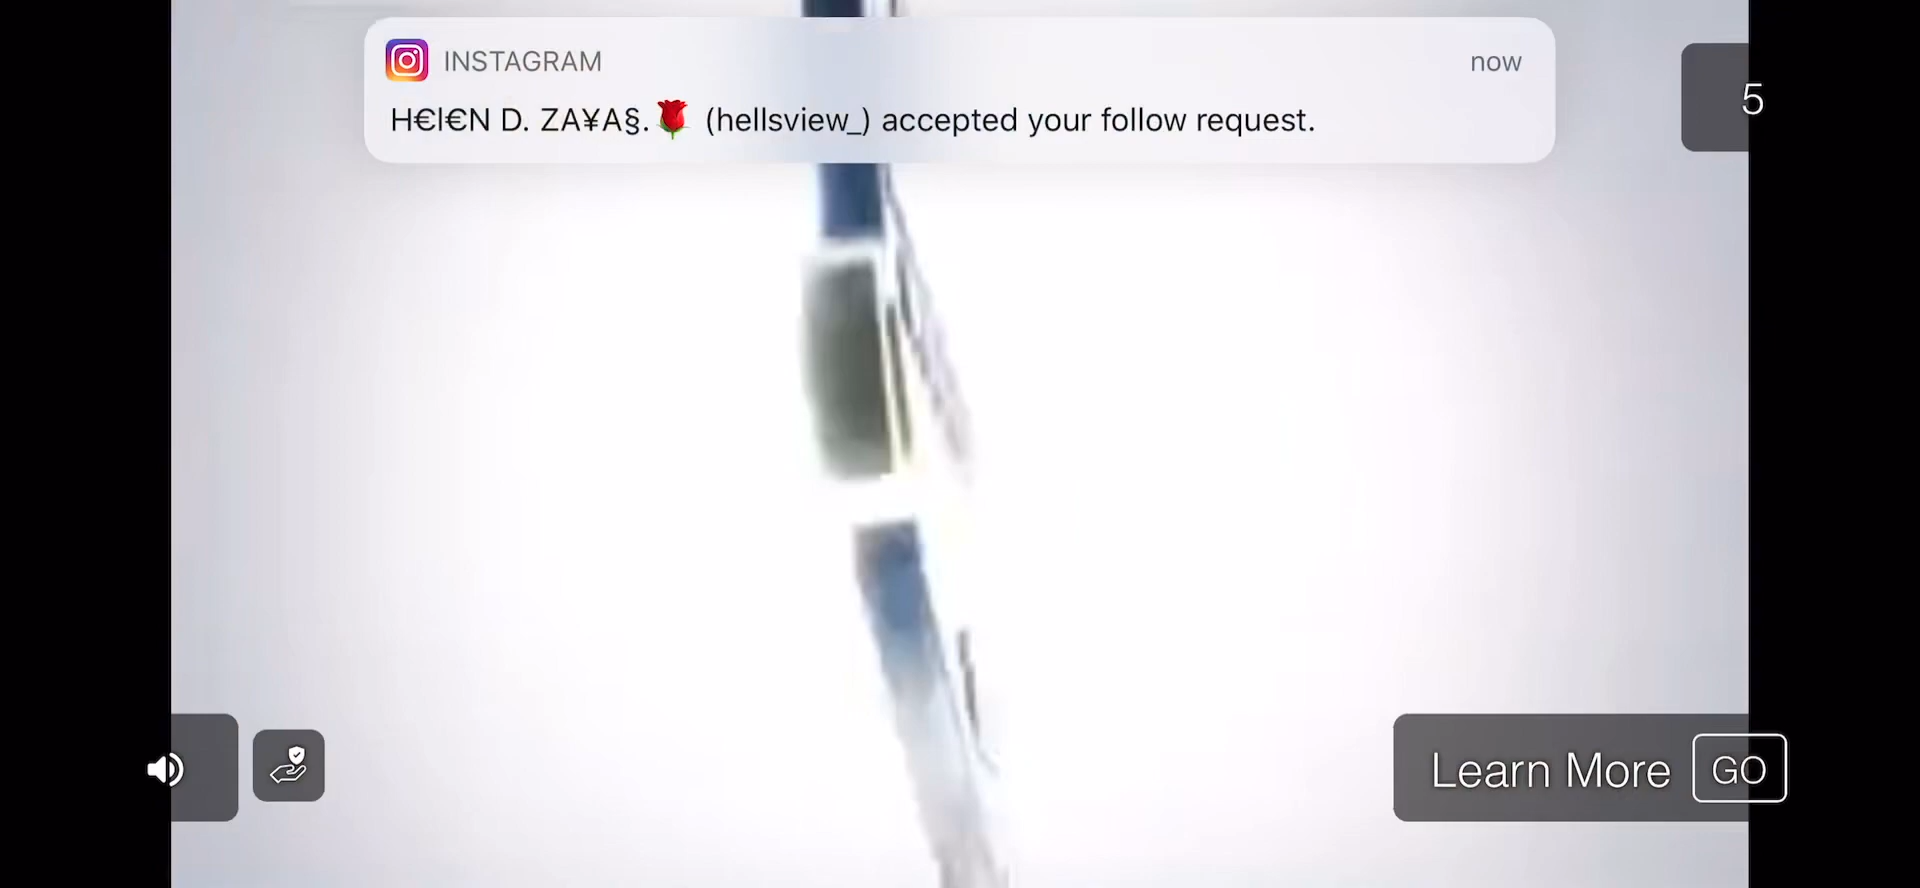 INSTAGRAM
now
H€l€N D. ZA¥A§.🌹 (hellsview_) accepted your follow request.
5
Learn More GO